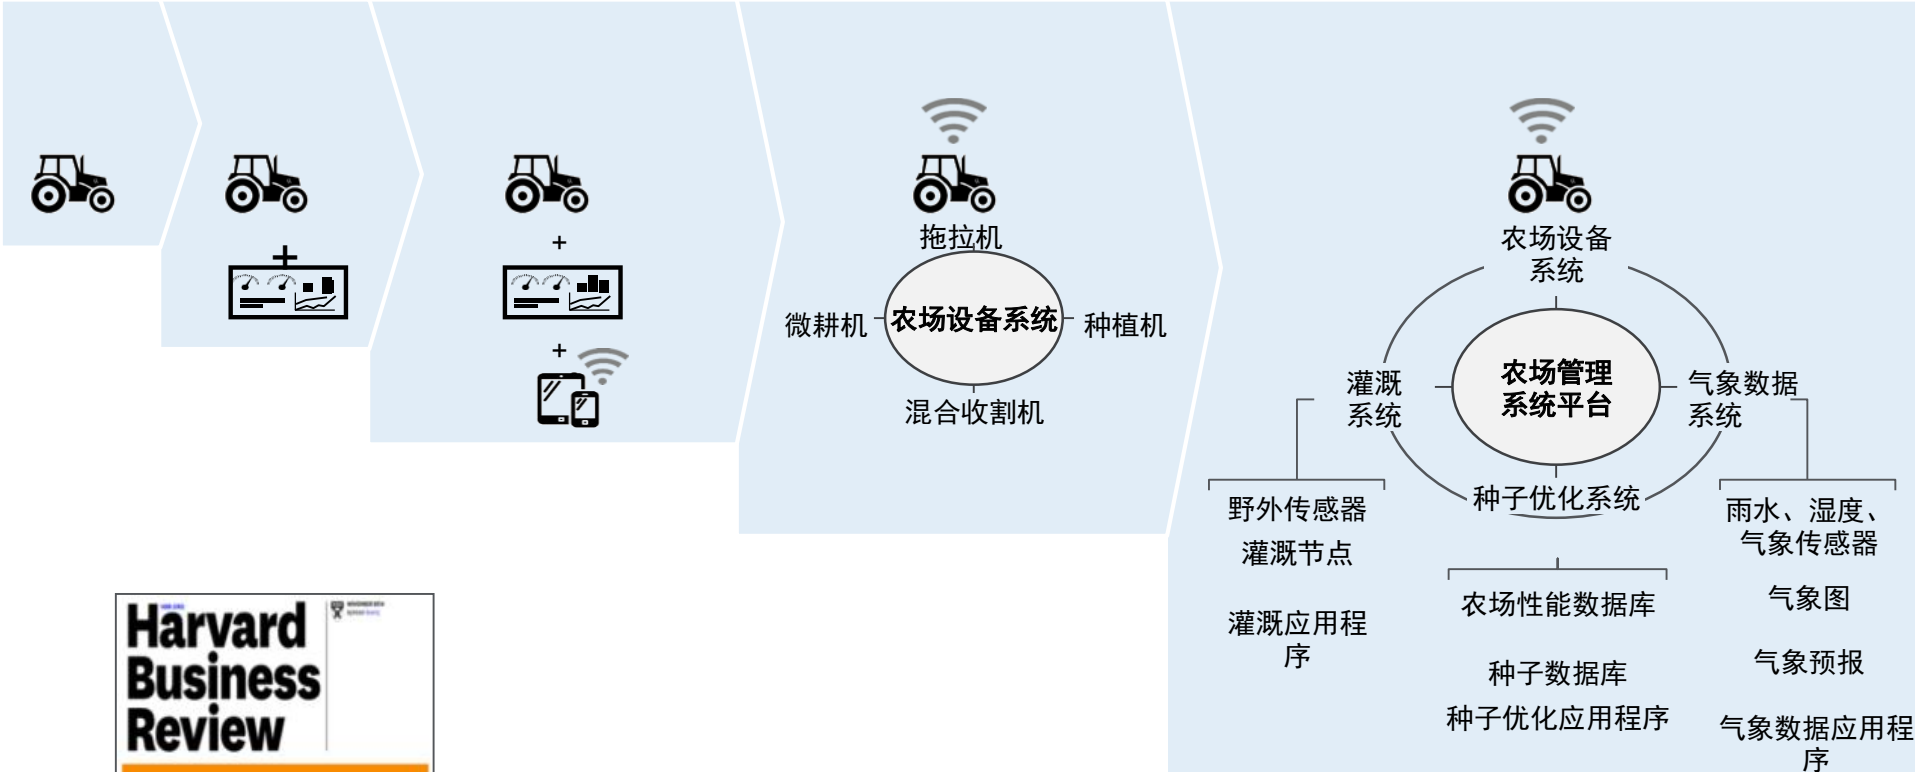 +
+
+
拖拉机
微耕机
农场设备系统
种植机
混合收割机
农场设备
系统
农场管理
系统平台
灌溉
系统
气象数据
系统
种子优化系统
野外传感器
灌溉节点
灌溉应用程
序
农场性能数据库
种子数据库
种子优化应用程序
雨水、湿度、
气象传感器
气象图
气象预报
气象数据应用程
序
Harvard
Business
Review